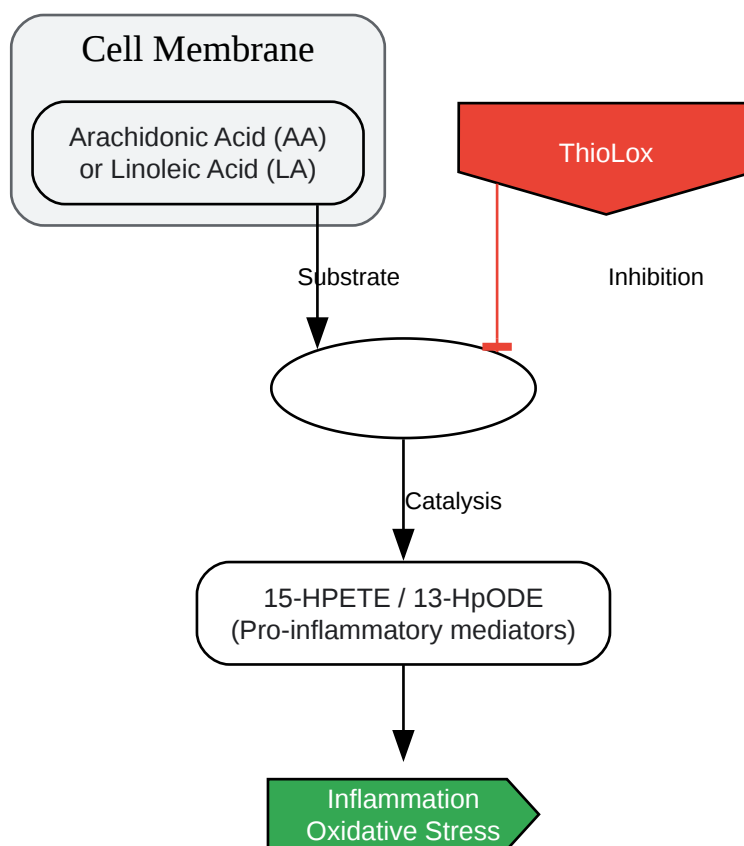 Cell Membrane
Arachidonic Acid (AA)
or Linoleic Acid (LA)
ThioLox
Substrate
Inhibition
Catalysis
15-HPETE / 13-HpODE
(Pro-inflammatory mediators)
Inflammation
Oxidative Stress